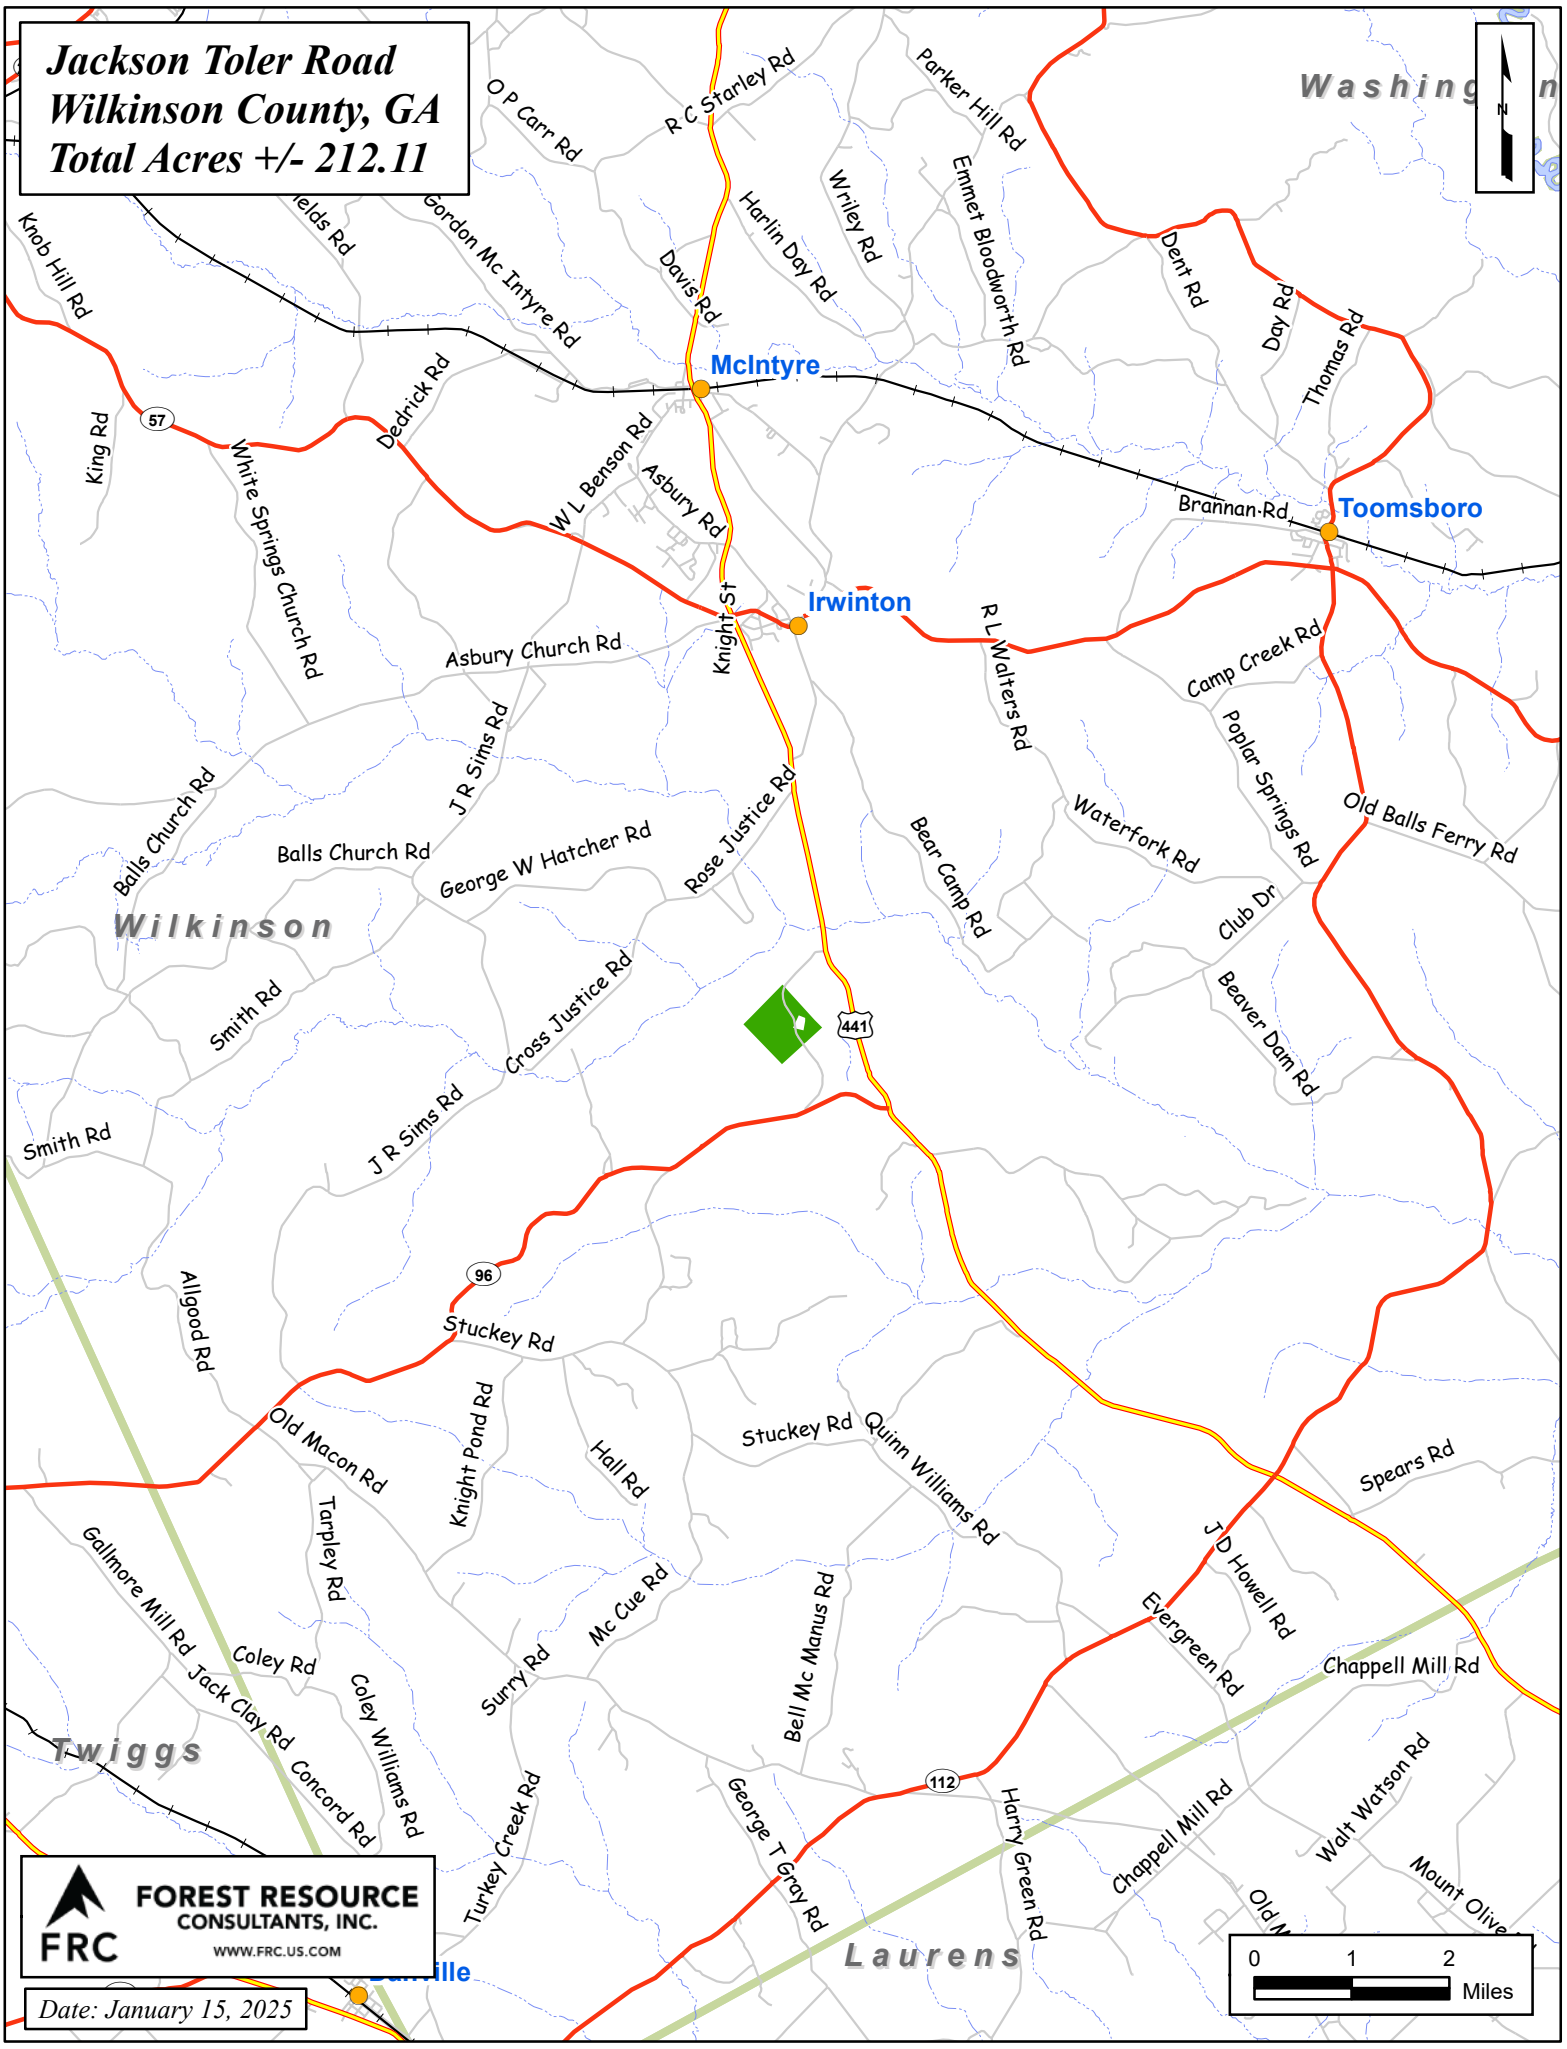 Jackson Toler Road
Wilkinson County, GA
Total Acres +/- 212.11
N
O P Carr Rd
R C Starley Rd
Parker Hill Rd
Knob Hill Rd
Gordon Mc Intyre Rd
Davis Rd
Harlin Day Rd
Wriley Rd
Emmet Bloodworth Rd
Dent Rd
Day Rd
Thomas Rd
McIntyre
57
King Rd
Dedrick Rd
White Springs Church Rd
W L Benson Rd
Asbury Rd
Brannan Rd
Toomsboro
Knight St
Irwinton
Asbury Church Rd
R L Walters Rd
Camp Creek Rd
J R Sims Rd
Poplar Springs Rd
Balls Church Rd
Balls Church Rd
George W Hatcher Rd
Rose Justice Rd
Bear Camp Rd
Waterfork Rd
Old Balls Ferry Rd
Wilkinson
Club Dr
Smith Rd
Cross Justice Rd
441
Beaver Dam Rd
Smith Rd
J R Sims Rd
Allgood Rd
96
Stuckey Rd
Old Macon Rd
Knight Pond Rd
Hall Rd
Stuckey Rd
Quinn Williams Rd
Spears Rd
Tarpley Rd
Gallmore Mill Rd
J D Howell Rd
Mc Cue Rd
Bell Mc Manus Rd
Evergreen Rd
Coley Rd
Surry Rd
Chappell Mill Rd
Jack Clay Rd
Coley Williams Rd
Twiggs
Concord Rd
112
George T Gray Rd
Harry Green Rd
Chappell Mill Rd
Walt Watson Rd
Turkey Creek Rd
Mount Olive
Old
FOREST RESOURCE
CONSULTANTS, INC.
FRC
WWW.FRC.US.COM
Laurens
0 1 2
Miles
Date: January 15, 2025